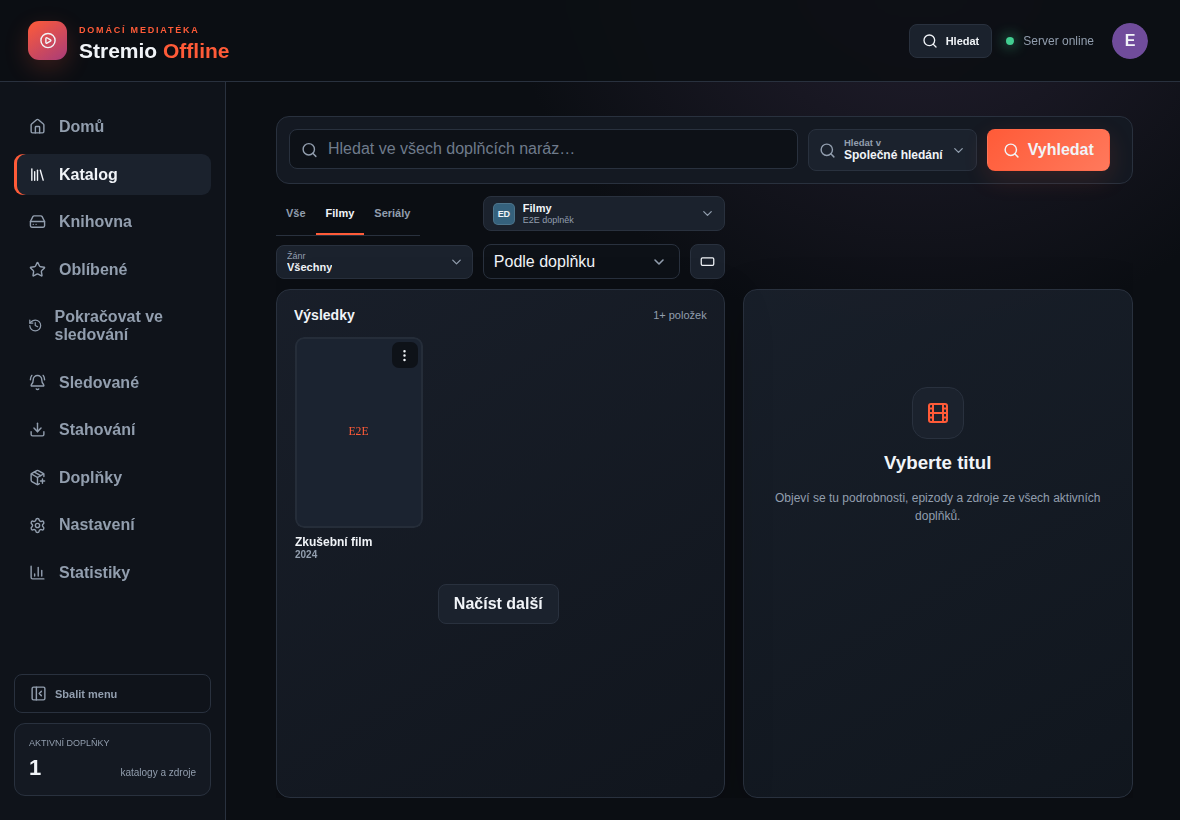 DOMÁCÍ MEDIATÉKA
Stremio Offline
Hledat
Server online
E
Domů
Katalog
Knihovna
Oblíbené
Pokračovat ve
sledování
Sledované
Stahování
Doplňky
Nastavení
Statistiky
Sbalit menu
AKTIVNÍ DOPLŇKY
1
katalogy a zdroje
Hledat ve všech doplňcích naráz…
Hledat v
Společné hledání
Vyhledat
Vše
Filmy
Seriály
ED
Filmy
E2E doplněk
Žánr
Všechny
Podle doplňku
Výsledky
1+ položek
E2E
Zkušební film
2024
Načíst další
Vyberte titul
Objeví se tu podrobnosti, epizody a zdroje ze všech aktivních
doplňků.